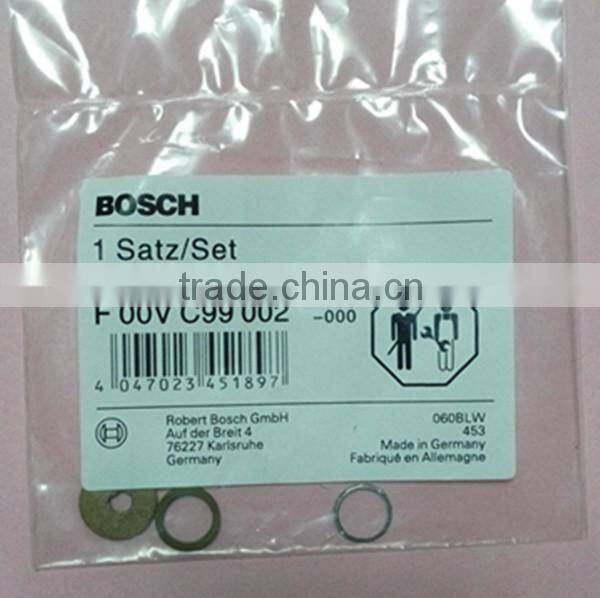 BOSCH
1 Satz/Set
trade.china.cn
F 00V C99 002 -000
4 047023 451897
Robert Bosch GmbH
Auf der Breit 4
76227 Karlsruhe
Germany
060BLW
453
Made in Germany
Fabriqué en Allemagne